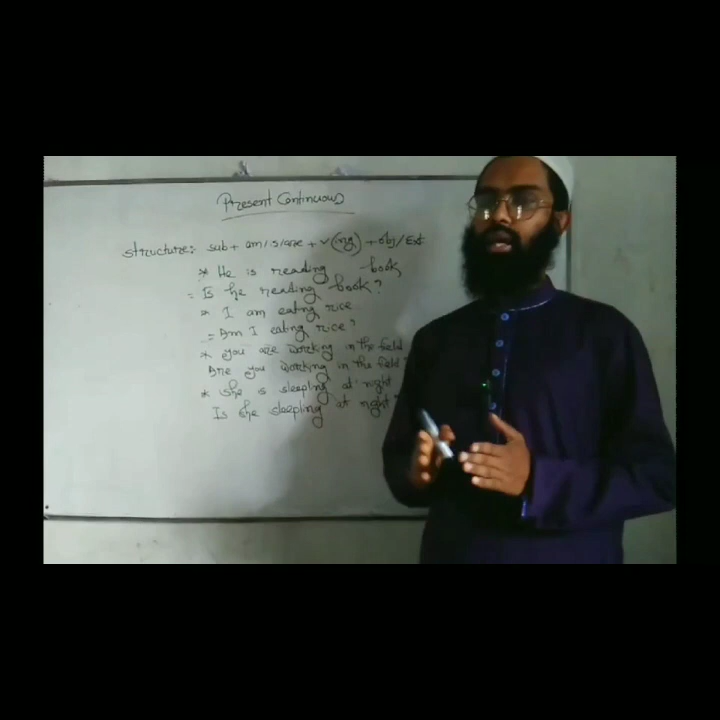 Present Continuous
structure: sub + am/is/are + v(ing) + obj/Ext
* He is reading book
= Is he reading book?
* I am eating rice
= Am I eating rice?
* you are working in the field
Are you working in the field?
* she is sleepling at night
Is she sleepling at night?